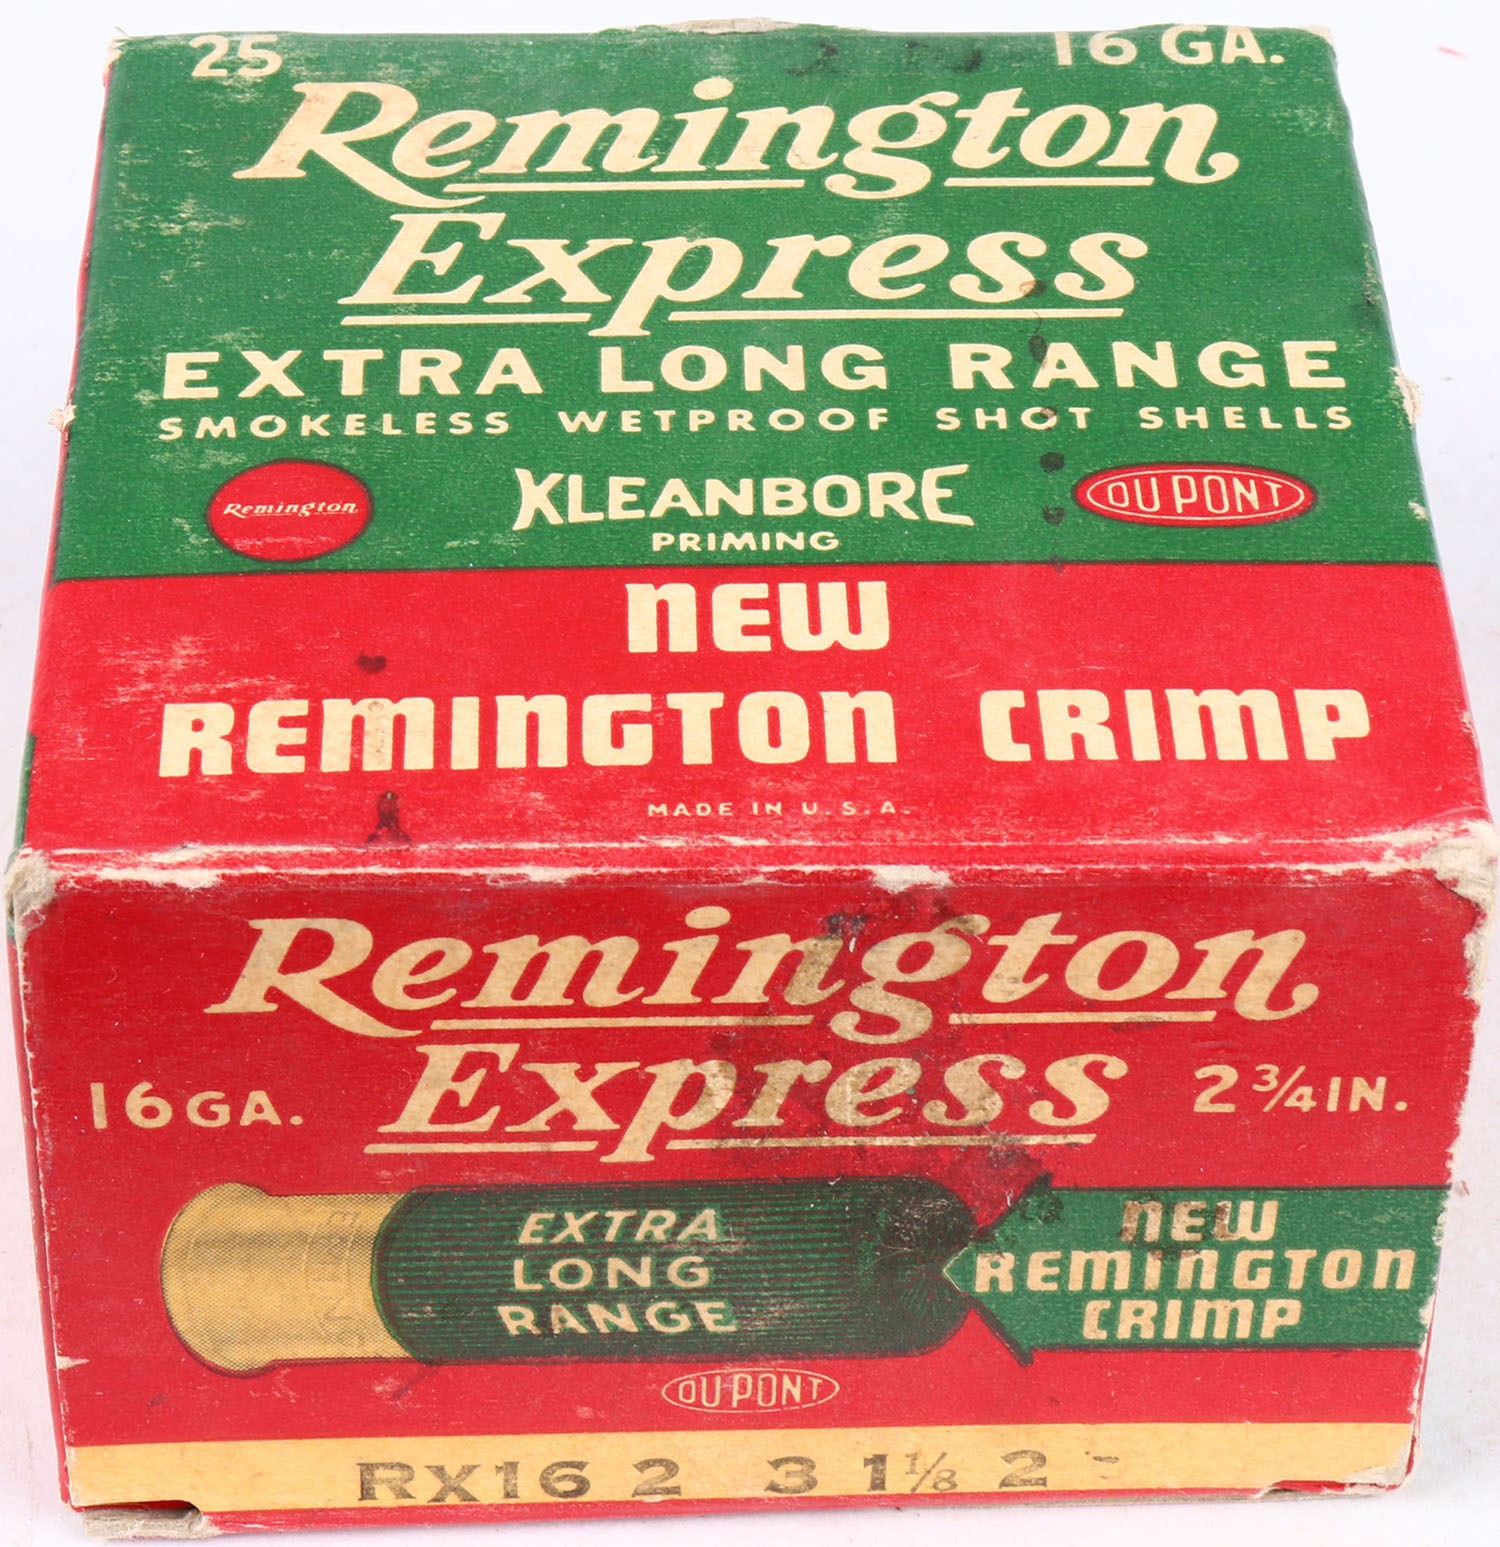 25 16 GA.
Remington
Express
EXTRA LONG RANGE
SMOKELESS WETPROOF SHOT SHELLS
Remington
KLEANBORE
PRIMING
DU PONT
NEW
REMINGTON CRIMP
MADE IN U.S.A.
Remington
Express
16 GA.
2 3/4 IN.
EXTRA
LONG
RANGE
NEW
REMINGTON
CRIMP
DU PONT
RX16 2 3 1 1/8 2